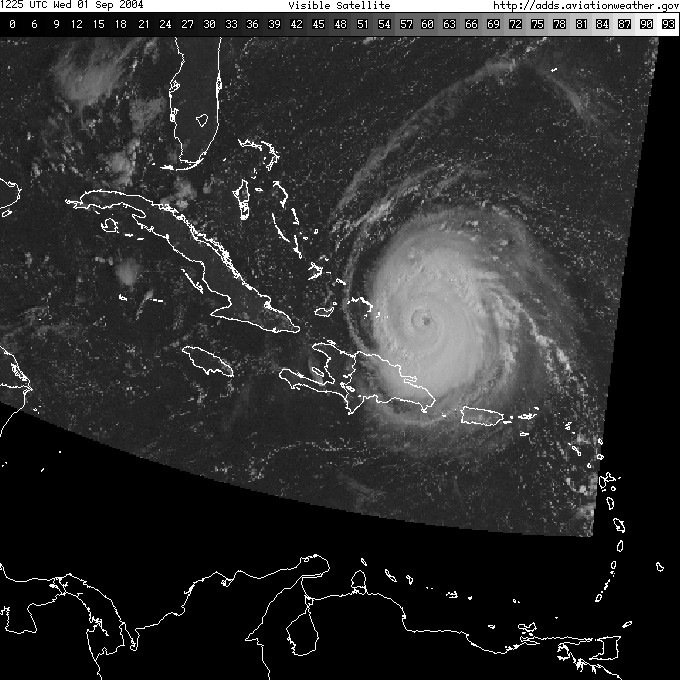 1225 UTC Wed 01 Sep 2004 Visible Satellite http://adds.aviationweather.gov
0 6 9 12 15 18 21 24 27 30 33 36 39 42 45 48 51 54 57 60 63 66 69 72 75 78 81 84 87 90 93